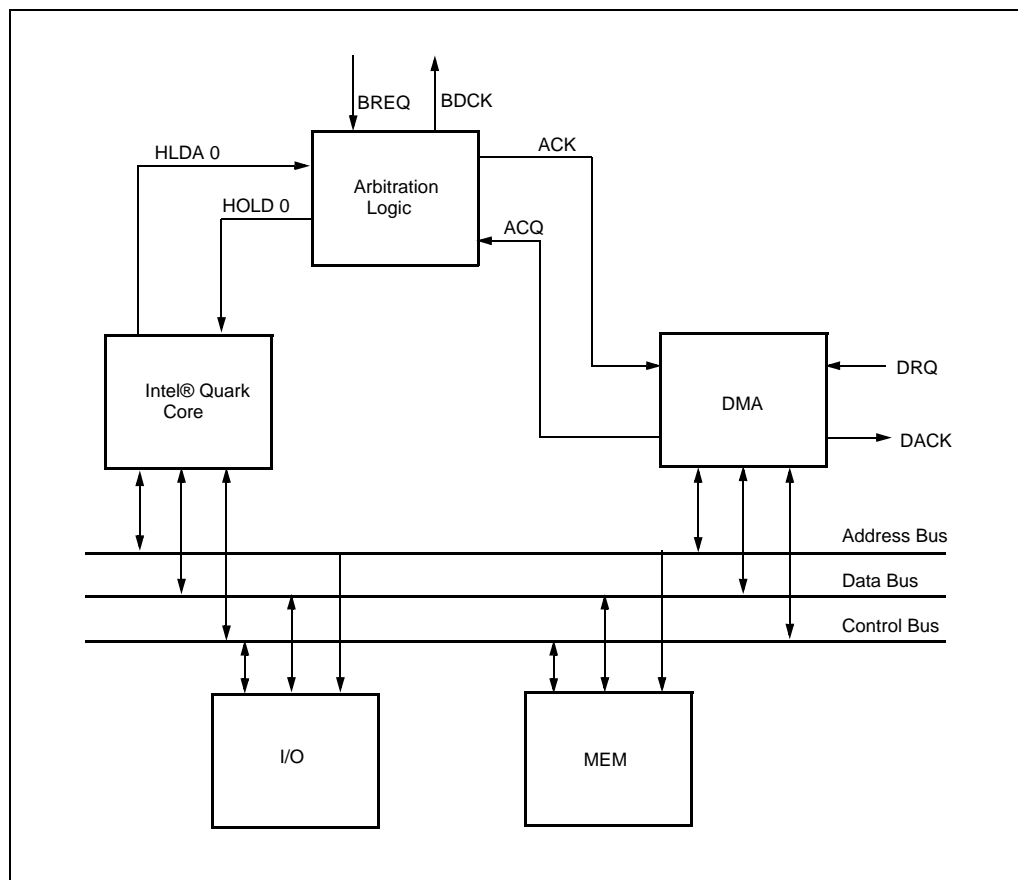 BREQ
BDCK
HLDA 0
ACK
Arbitration
Logic
HOLD 0
ACQ
Intel® Quark
Core
DMA
DRQ
DACK
Address Bus
Data Bus
Control Bus
I/O
MEM